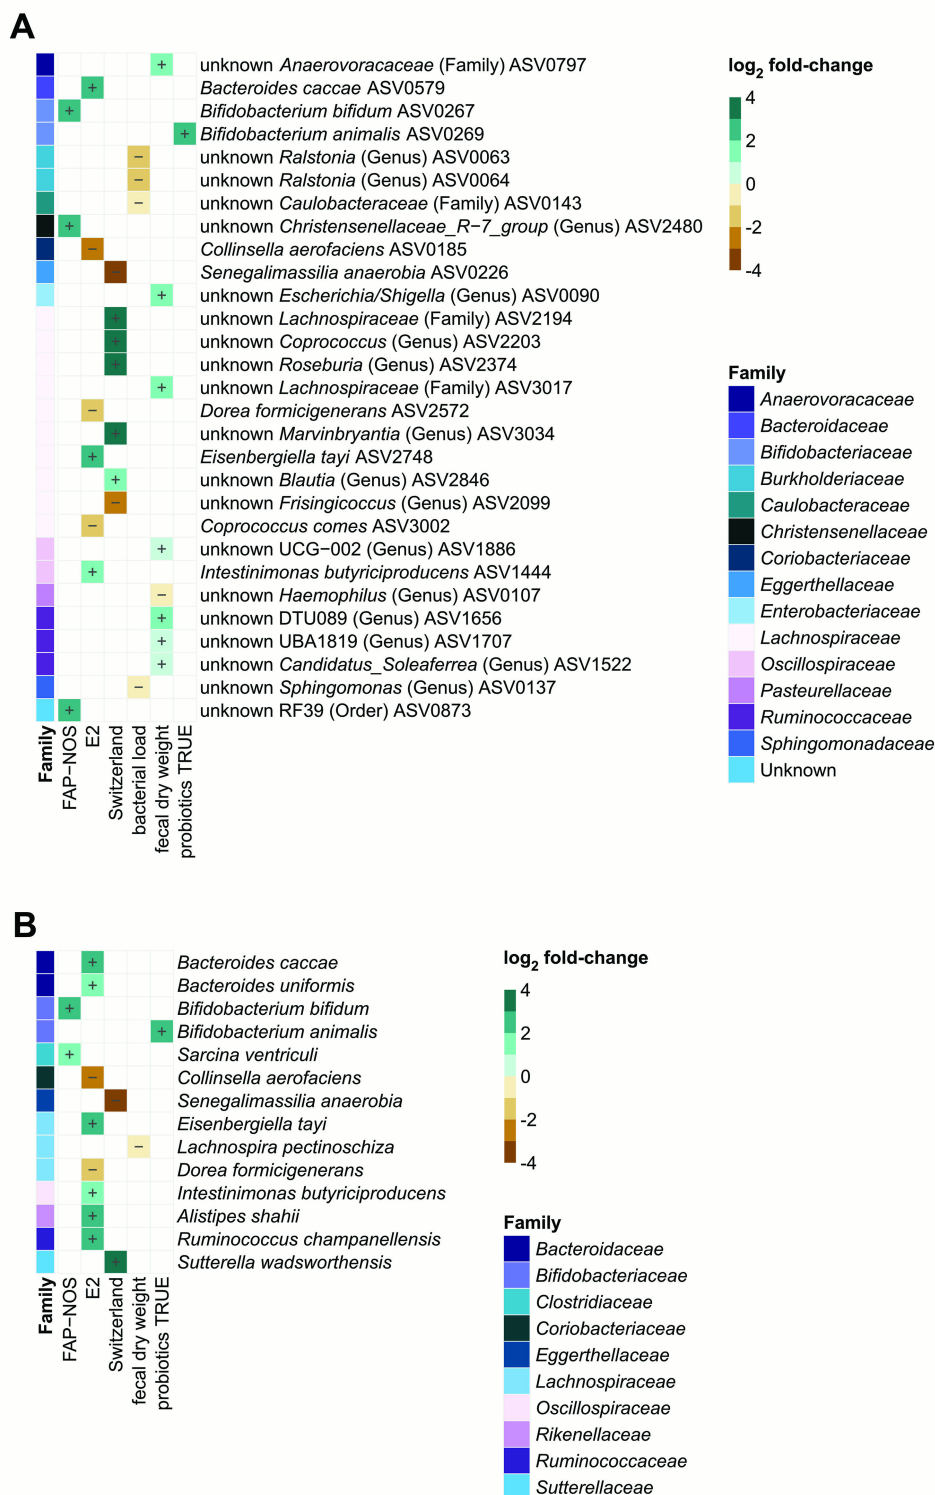 A
unknown Anaerovoracaceae (Family) ASV0797
Bacteroides caccae ASV0579
Bifidobacterium bifidum ASV0267
Bifidobacterium animalis ASV0269
unknown Ralstonia (Genus) ASV0063
unknown Ralstonia (Genus) ASV0064
unknown Caulobacteraceae (Family) ASV0143
unknown Christensenellaceae_R−7_group (Genus) ASV2480
Collinsella aerofaciens ASV0185
Senegalimassilia anaerobia ASV0226
unknown Escherichia/Shigella (Genus) ASV0090
unknown Lachnospiraceae (Family) ASV2194
unknown Coprococcus (Genus) ASV2203
unknown Roseburia (Genus) ASV2374
unknown Lachnospiraceae (Family) ASV3017
Dorea formicigenerans ASV2572
unknown Marvinbryantia (Genus) ASV3034
Eisenbergiella tayi ASV2748
unknown Blautia (Genus) ASV2846
unknown Frisingicoccus (Genus) ASV2099
Coprococcus comes ASV3002
unknown UCG−002 (Genus) ASV1886
Intestinimonas butyriciproducens ASV1444
unknown Haemophilus (Genus) ASV0107
unknown DTU089 (Genus) ASV1656
unknown UBA1819 (Genus) ASV1707
unknown Candidatus_Soleaferrea (Genus) ASV1522
unknown Sphingomonas (Genus) ASV0137
unknown RF39 (Order) ASV0873
Family
FAP−NOS
E2
Switzerland
bacterial load
fecal dry weight
probiotics TRUE
log2 fold−change
4
2
0
-2
-4
Family
Anaerovoracaceae
Bacteroidaceae
Bifidobacteriaceae
Burkholderiaceae
Caulobacteraceae
Christensenellaceae
Coriobacteriaceae
Eggerthellaceae
Enterobacteriaceae
Lachnospiraceae
Oscillospiraceae
Pasteurellaceae
Ruminococcaceae
Sphingomonadaceae
Unknown
B
Bacteroides caccae
Bacteroides uniformis
Bifidobacterium bifidum
Bifidobacterium animalis
Sarcina ventriculi
Collinsella aerofaciens
Senegalimassilia anaerobia
Eisenbergiella tayi
Lachnospira pectinoschiza
Dorea formicigenerans
Intestinimonas butyriciproducens
Alistipes shahii
Ruminococcus champanellensis
Sutterella wadsworthensis
Family
FAP−NOS
E2
Switzerland
fecal dry weight
probiotics TRUE
log2 fold−change
4
2
0
-2
-4
Family
Bacteroidaceae
Bifidobacteriaceae
Clostridiaceae
Coriobacteriaceae
Eggerthellaceae
Lachnospiraceae
Oscillospiraceae
Rikenellaceae
Ruminococcaceae
Sutterellaceae